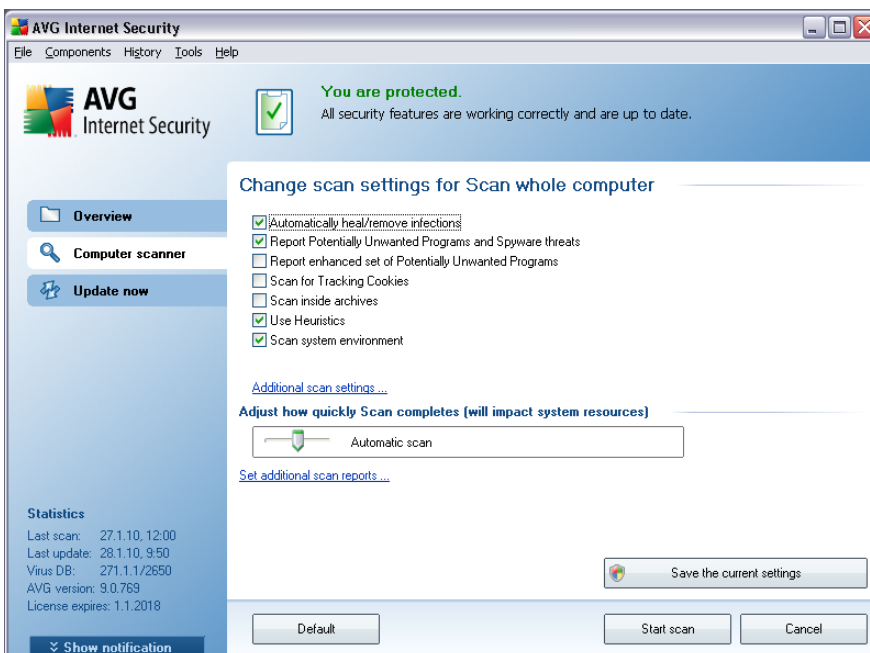 AVG Internet Security
File Components History Tools Help
AVG
Internet Security
You are protected.
All security features are working correctly and are up to date.
Overview
Computer scanner
Update now
Change scan settings for Scan whole computer
Automatically heal/remove infections
Report Potentially Unwanted Programs and Spyware threats
Report enhanced set of Potentially Unwanted Programs
Scan for Tracking Cookies
Scan inside archives
Use Heuristics
Scan system environment
Additional scan settings ...
Adjust how quickly Scan completes (will impact system resources)
Automatic scan
Set additional scan reports ...
Statistics
Last scan: 27.1.10, 12:00
Last update: 28.1.10, 9:50
Virus DB: 271.1.1/2650
AVG version: 9.0.769
License expires: 1.1.2018
Show notification
Save the current settings
Default
Start scan
Cancel